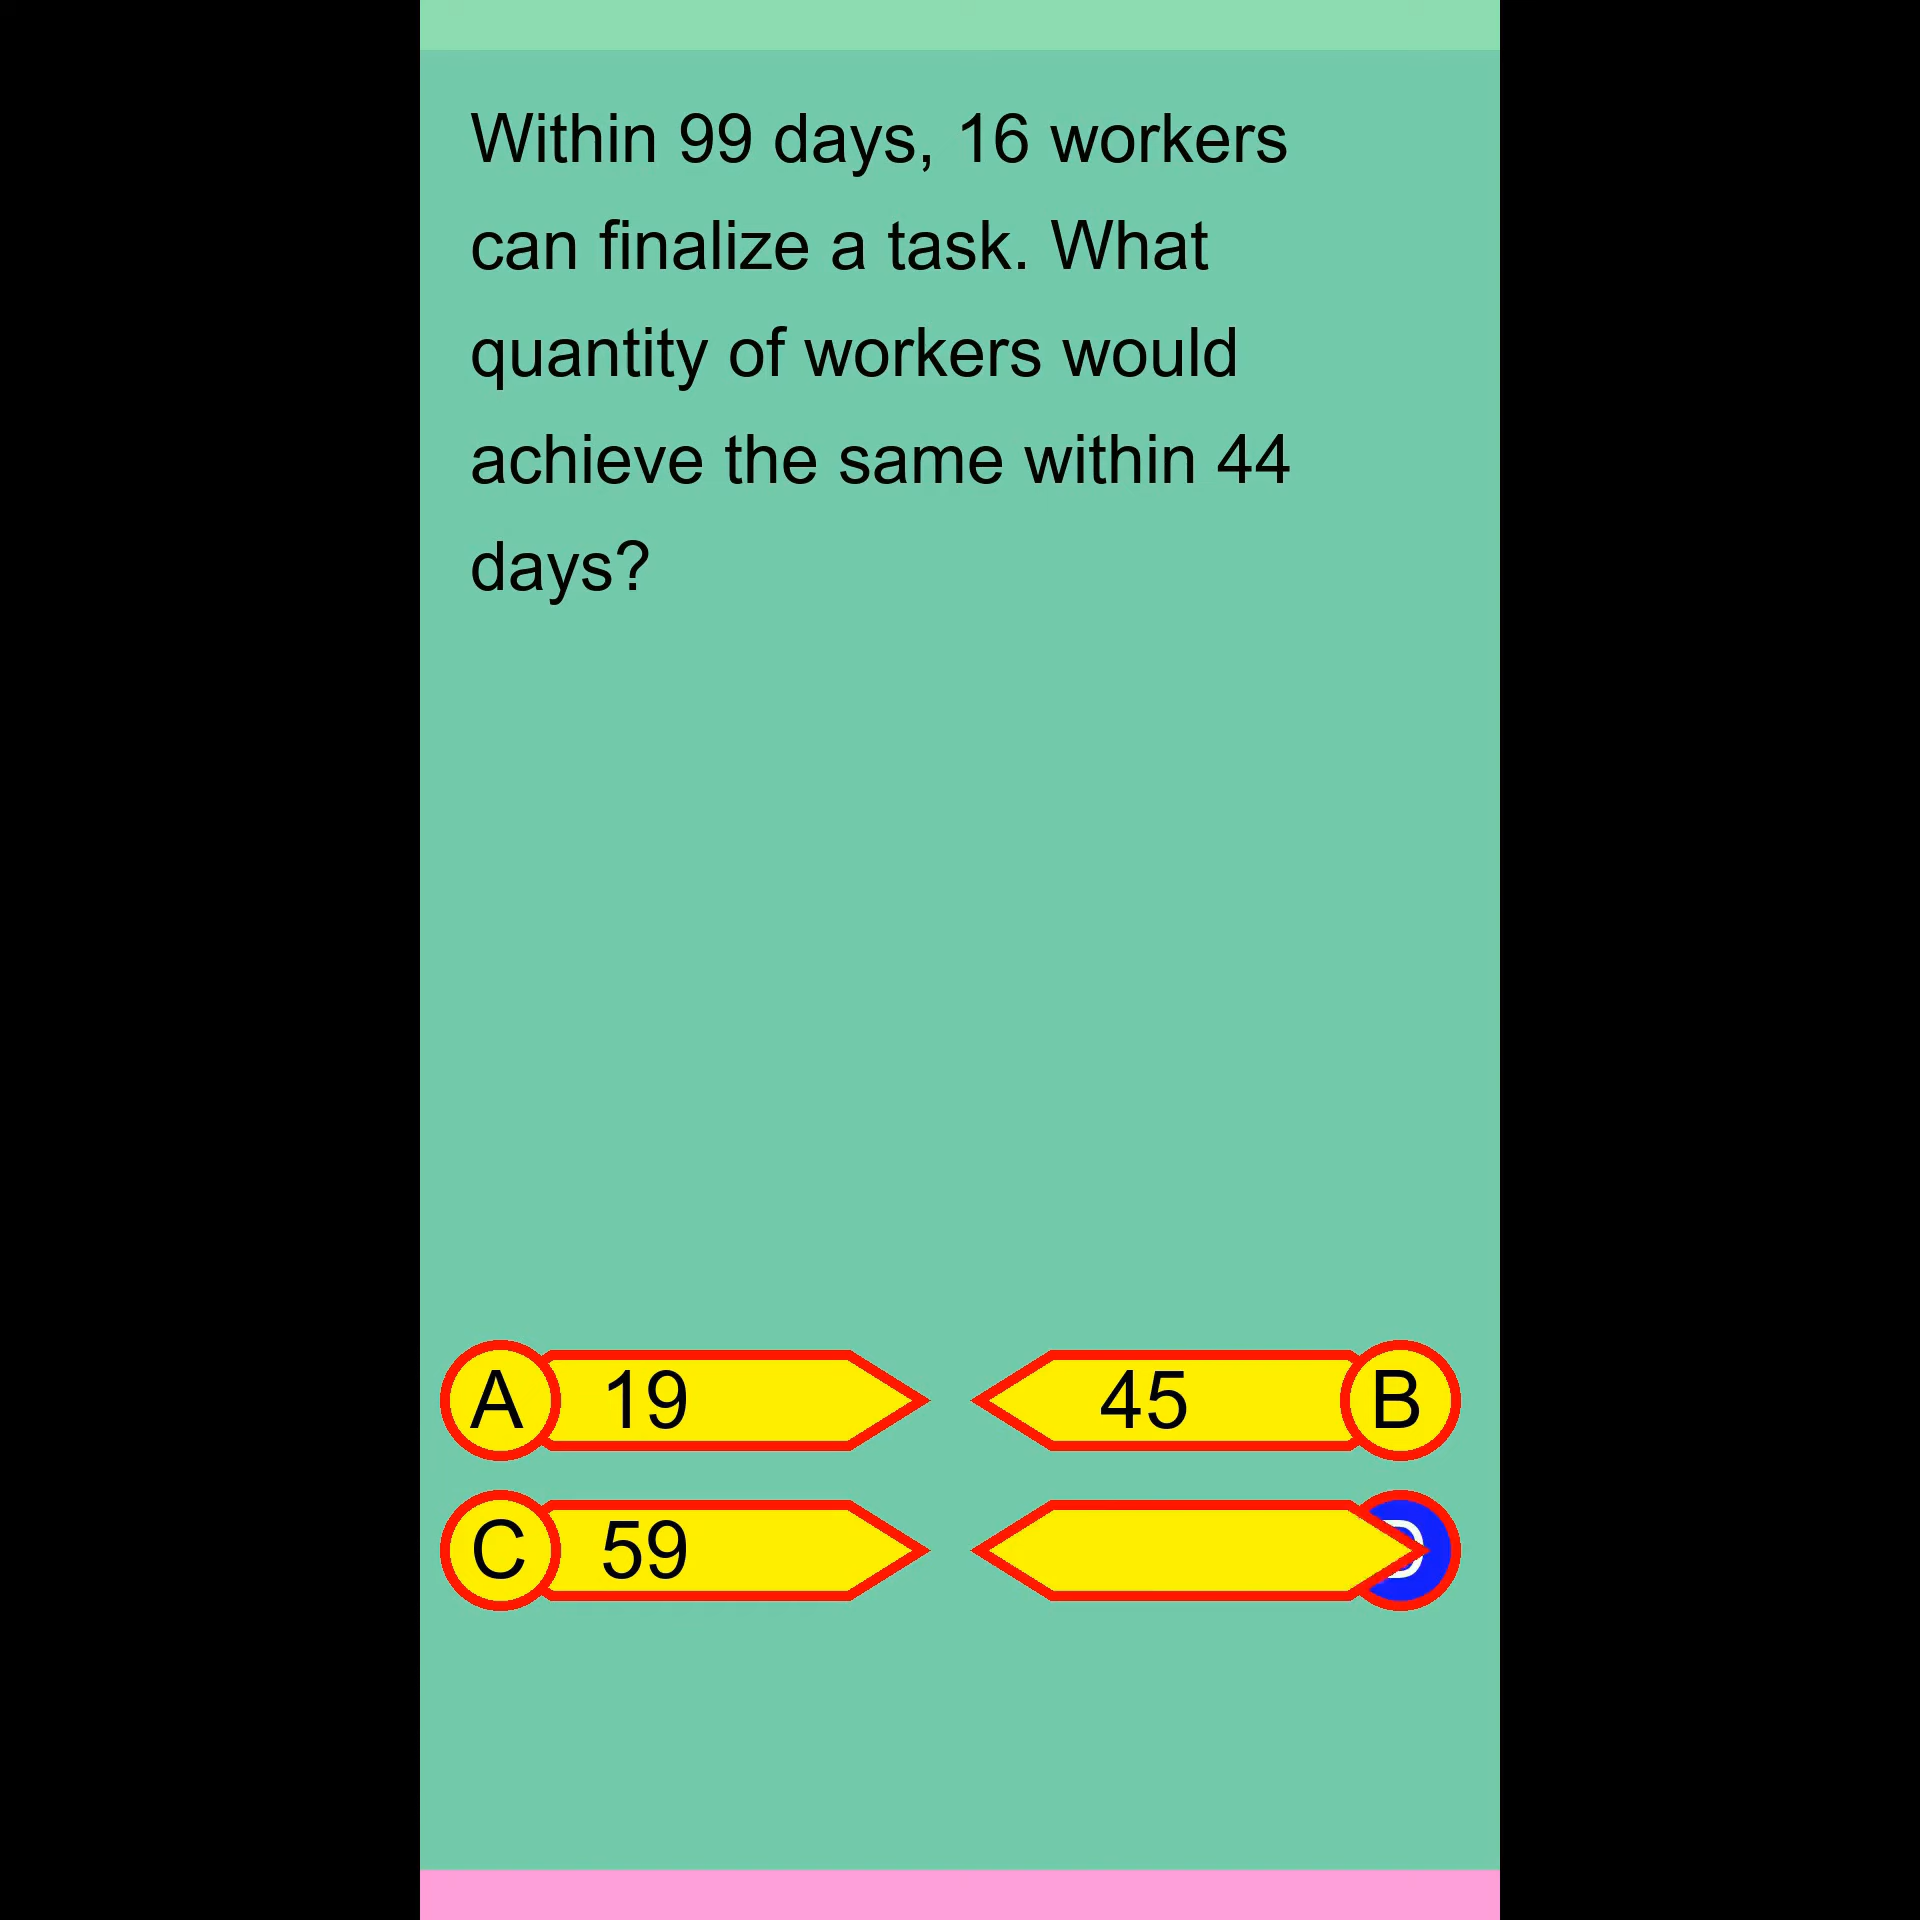 Within 99 days, 16 workers
can finalize a task. What
quantity of workers would
achieve the same within 44
days?
A 19
45 B
C 59
D